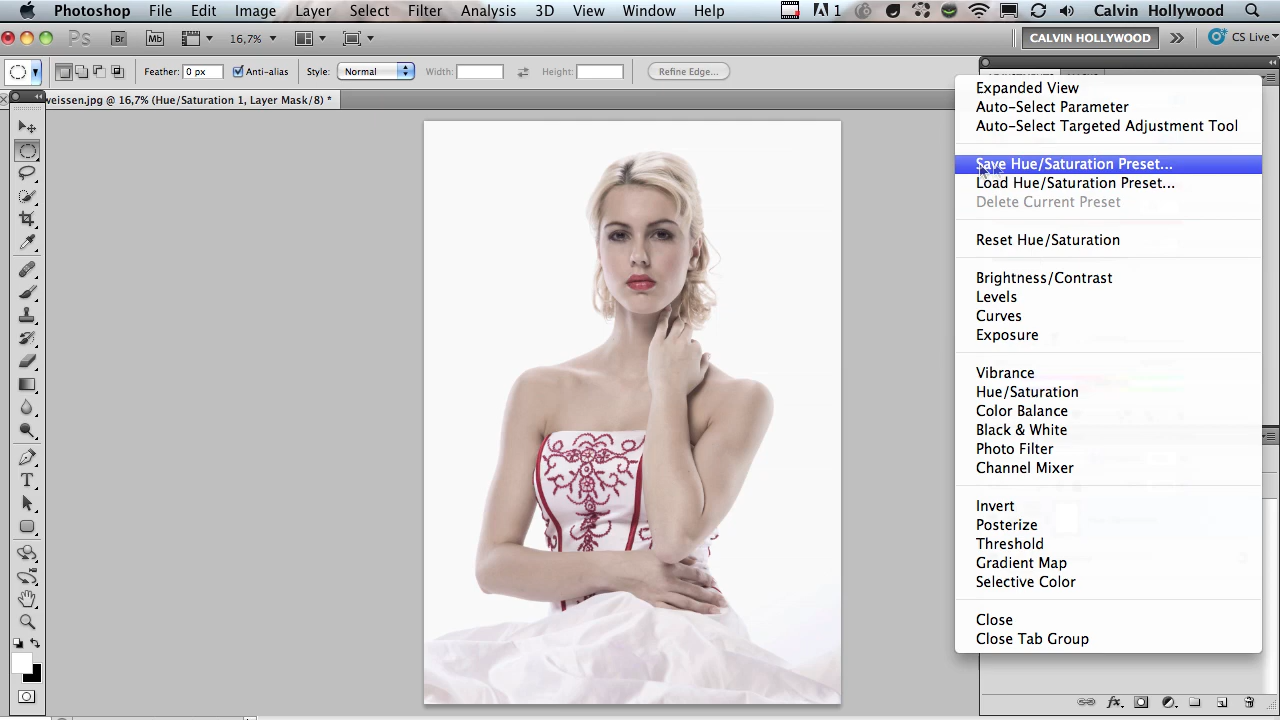 Photoshop File Edit Image Layer Select Filter Analysis 3D View Window Help 1 Calvin Hollywood
Ps Br Mb 16,7% CALVIN HOLLYWOOD CS Live
Feather: 0 px Anti-alias Style: Normal Width: Height: Refine Edge...
weissen.jpg @ 16,7% (Hue/Saturation 1, Layer Mask/8) *
Expanded View
Auto-Select Parameter
Auto-Select Targeted Adjustment Tool
Save Hue/Saturation Preset...
Load Hue/Saturation Preset...
Delete Current Preset
Reset Hue/Saturation
Brightness/Contrast
Levels
Curves
Exposure
Vibrance
Hue/Saturation
Color Balance
Black & White
Photo Filter
Channel Mixer
Invert
Posterize
Threshold
Gradient Map
Selective Color
Close
Close Tab Group